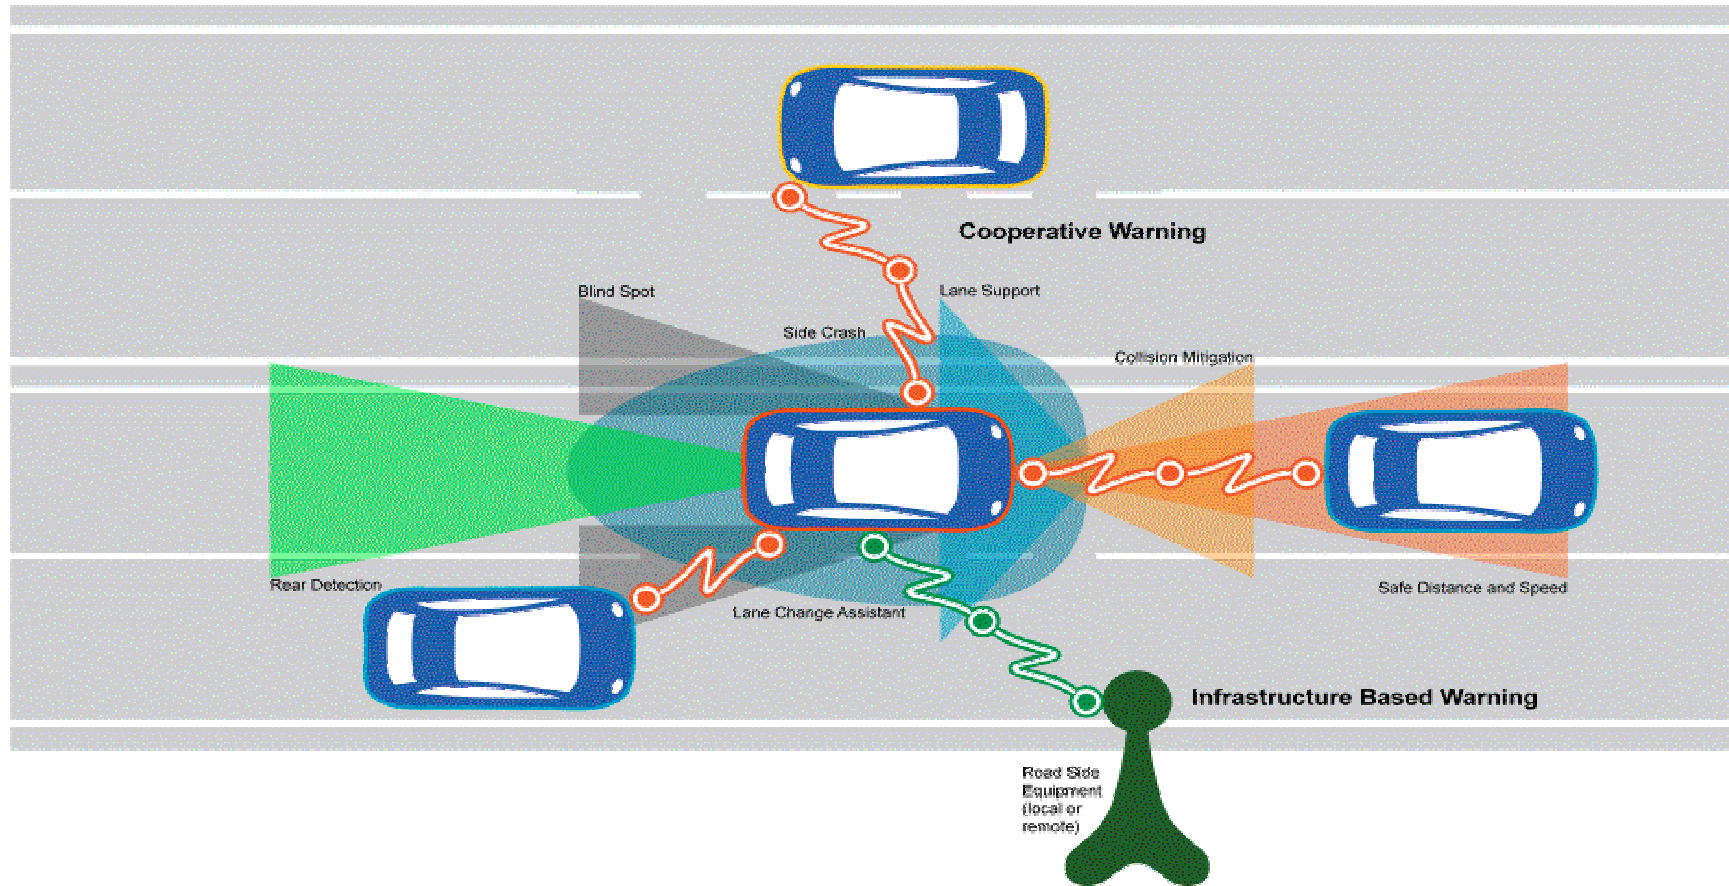 Cooperative Warning
Blind Spot
Lane Support
Side Crash
Collision Mitigation
Rear Detection
Safe Distance and Speed
Lane Change Assistant
Infrastructure Based Warning
Road Side
Equipment
(local or
remote)